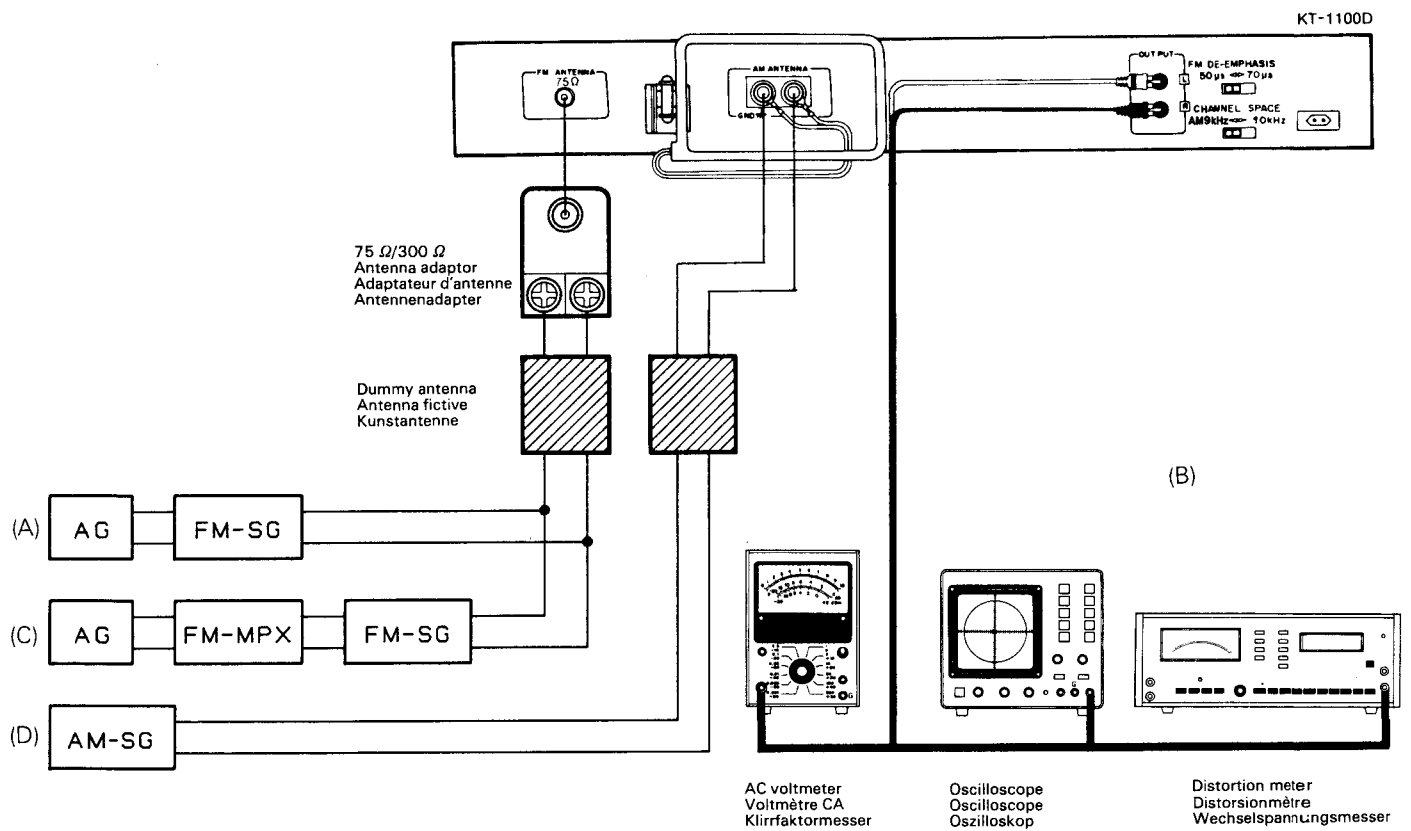 KT-1100D
FM ANTENNA
75Ω
AM ANTENNA
GND
OUTPUT
L
R
FM DE-EMPHASIS
50μs ⇔ 70μs
CHANNEL SPACE
AM9kHz ⇔ 10kHz
75 Ω/300 Ω
Antenna adaptor
Adaptateur d'antenne
Antennenadapter
Dummy antenna
Antenna fictive
Kunstantenne
(A) AG FM-SG
(B)
(C) AG FM-MPX FM-SG
(D) AM-SG
G
G
AC voltmeter
Voltmètre CA
Klirrfaktormesser
Oscilloscope
Oscilloscope
Oszilloskop
Distortion meter
Distorsionmètre
Wechselspannungsmesser